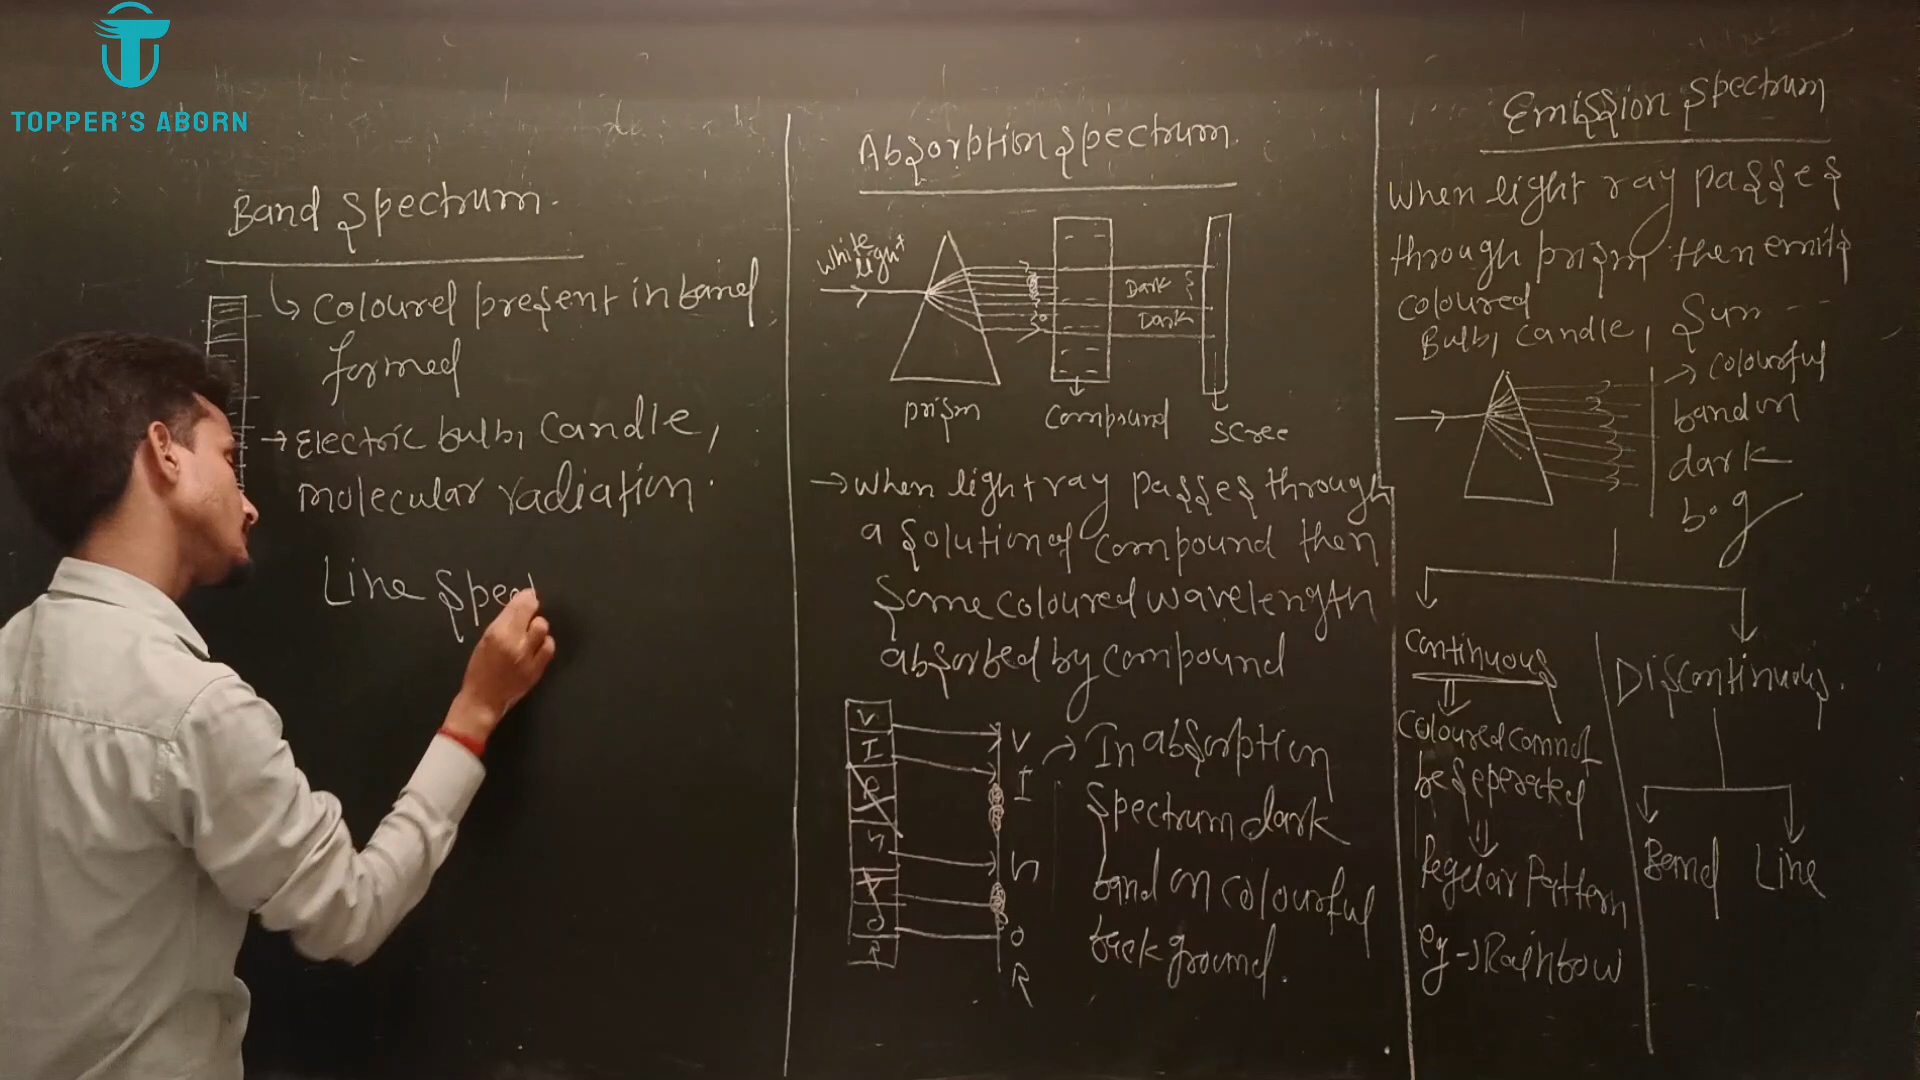 TOPPER'S ABORN
Band Spectrum.
Coloured present in band
formed
Electric bulb, Candle,
molecular radiation.
Line Spec
Absorption spectrum.
White
light
Dark
Dark
prism
Compound
Scree
When light ray passes through
a solution of compound then
Some coloured wavelength
absorbed by compound
V
I
B
G
Y
O
R
V
I
G
O
R
In absorption
Spectrum dark
band on colourful
back ground.
Emission Spectrum
When light ray passes
through prism then emits
coloured
Bulb, Candle, Sun --
colourful
band on
dark
b.g
Continuous
Coloured cannot
be seperated
Regular Pattern
eg → Rainbow
Discontinuous.
Band
Line